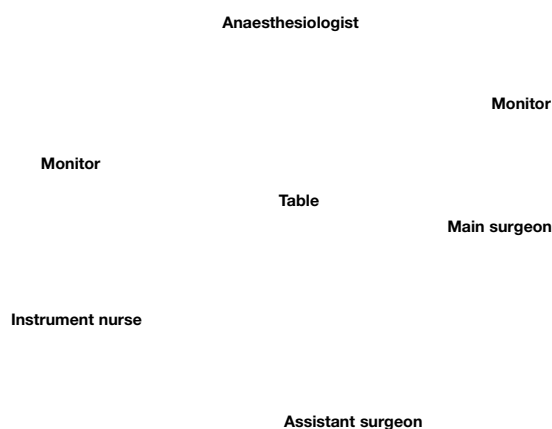 Anaesthesiologist
Monitor
Monitor
Table
Main surgeon
Instrument nurse
Assistant surgeon